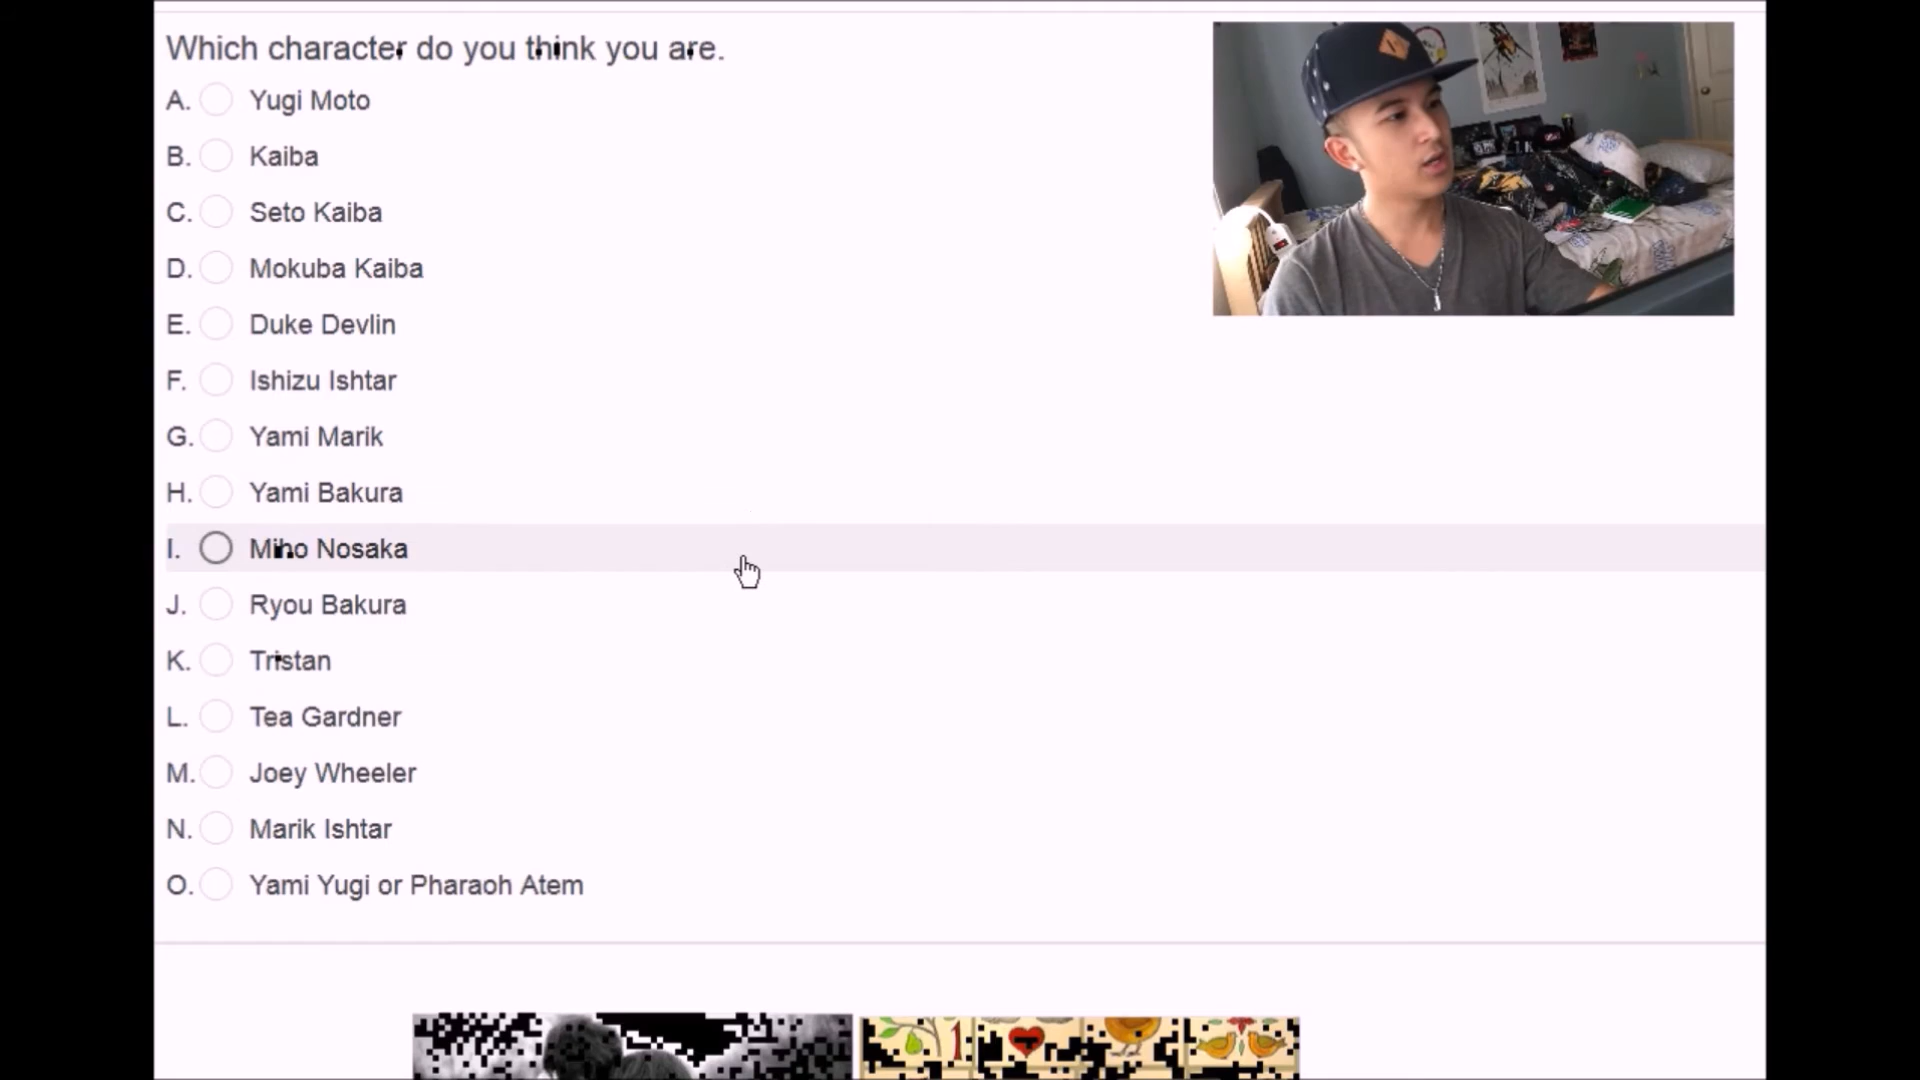 Which character do you think you are.
A. Yugi Moto
B. Kaiba
C. Seto Kaiba
D. Mokuba Kaiba
E. Duke Devlin
F. Ishizu Ishtar
G. Yami Marik
H. Yami Bakura
I. Miho Nosaka
J. Ryou Bakura
K. Tristan
L. Tea Gardner
M. Joey Wheeler
N. Marik Ishtar
O. Yami Yugi or Pharaoh Atem
1